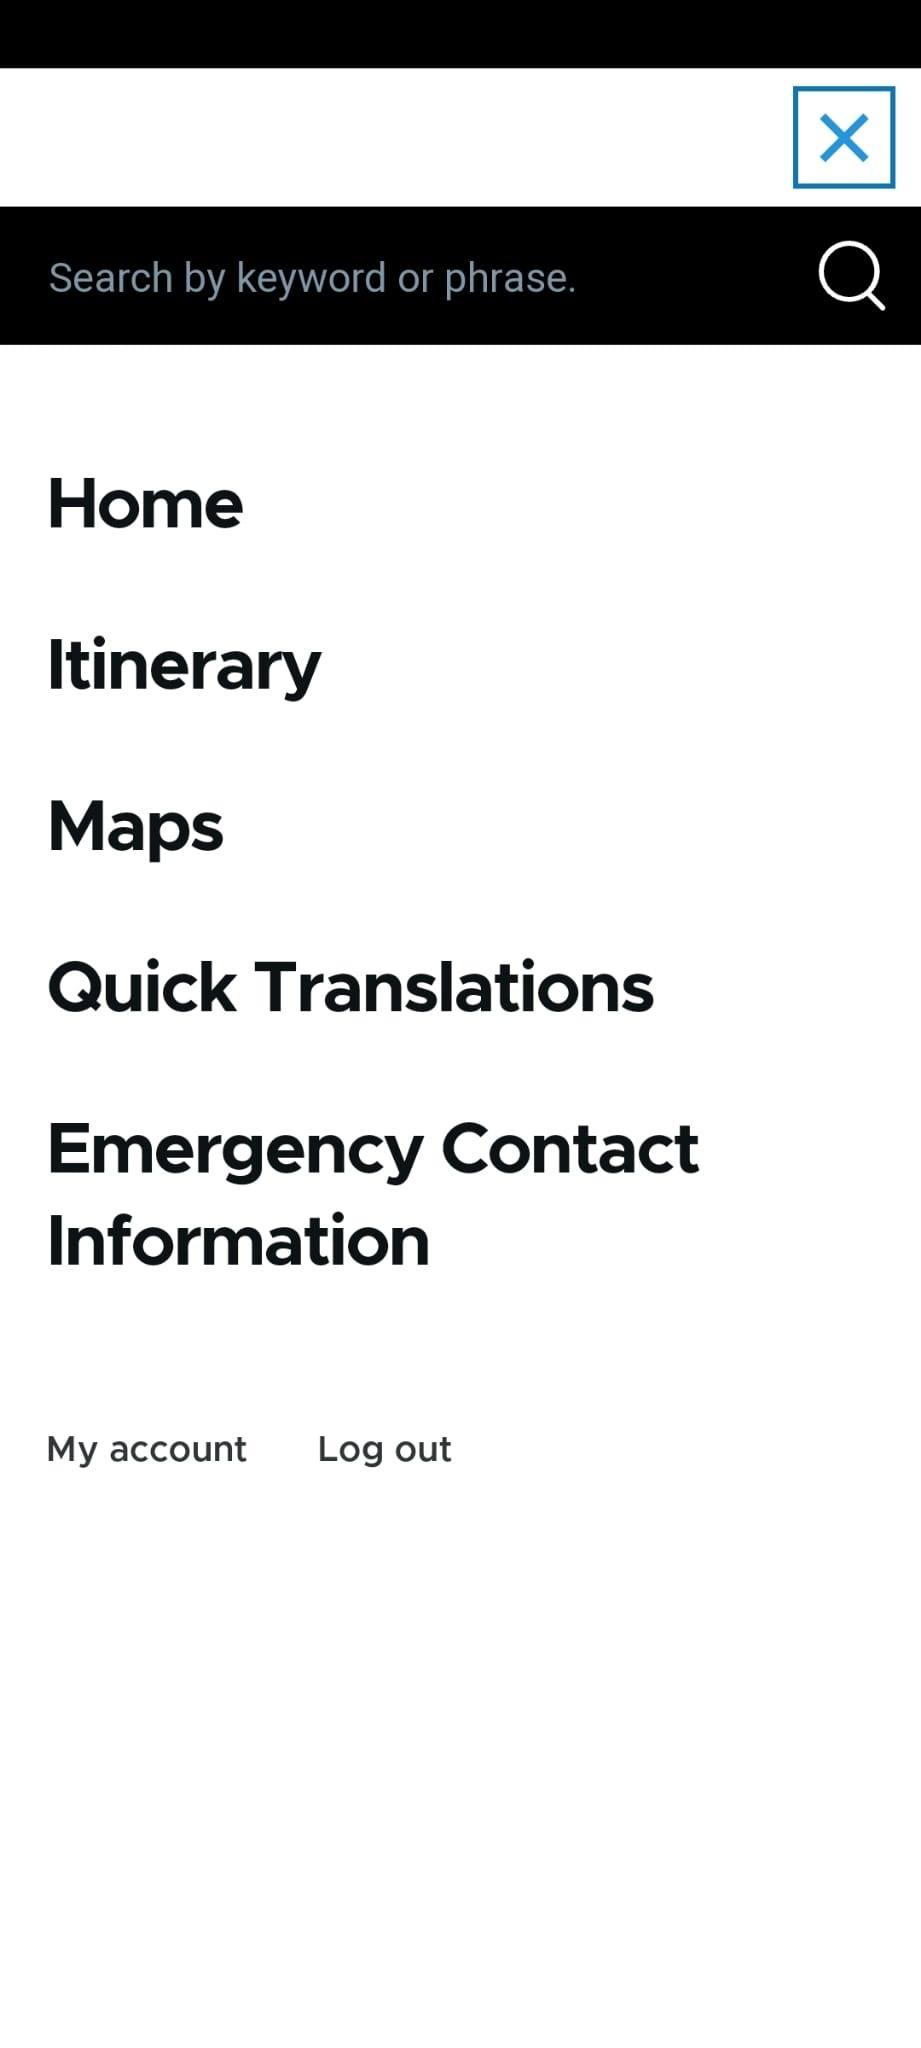 Search by keyword or phrase.
Home
Itinerary
Maps
Quick Translations
Emergency Contact
Information
My account Log out